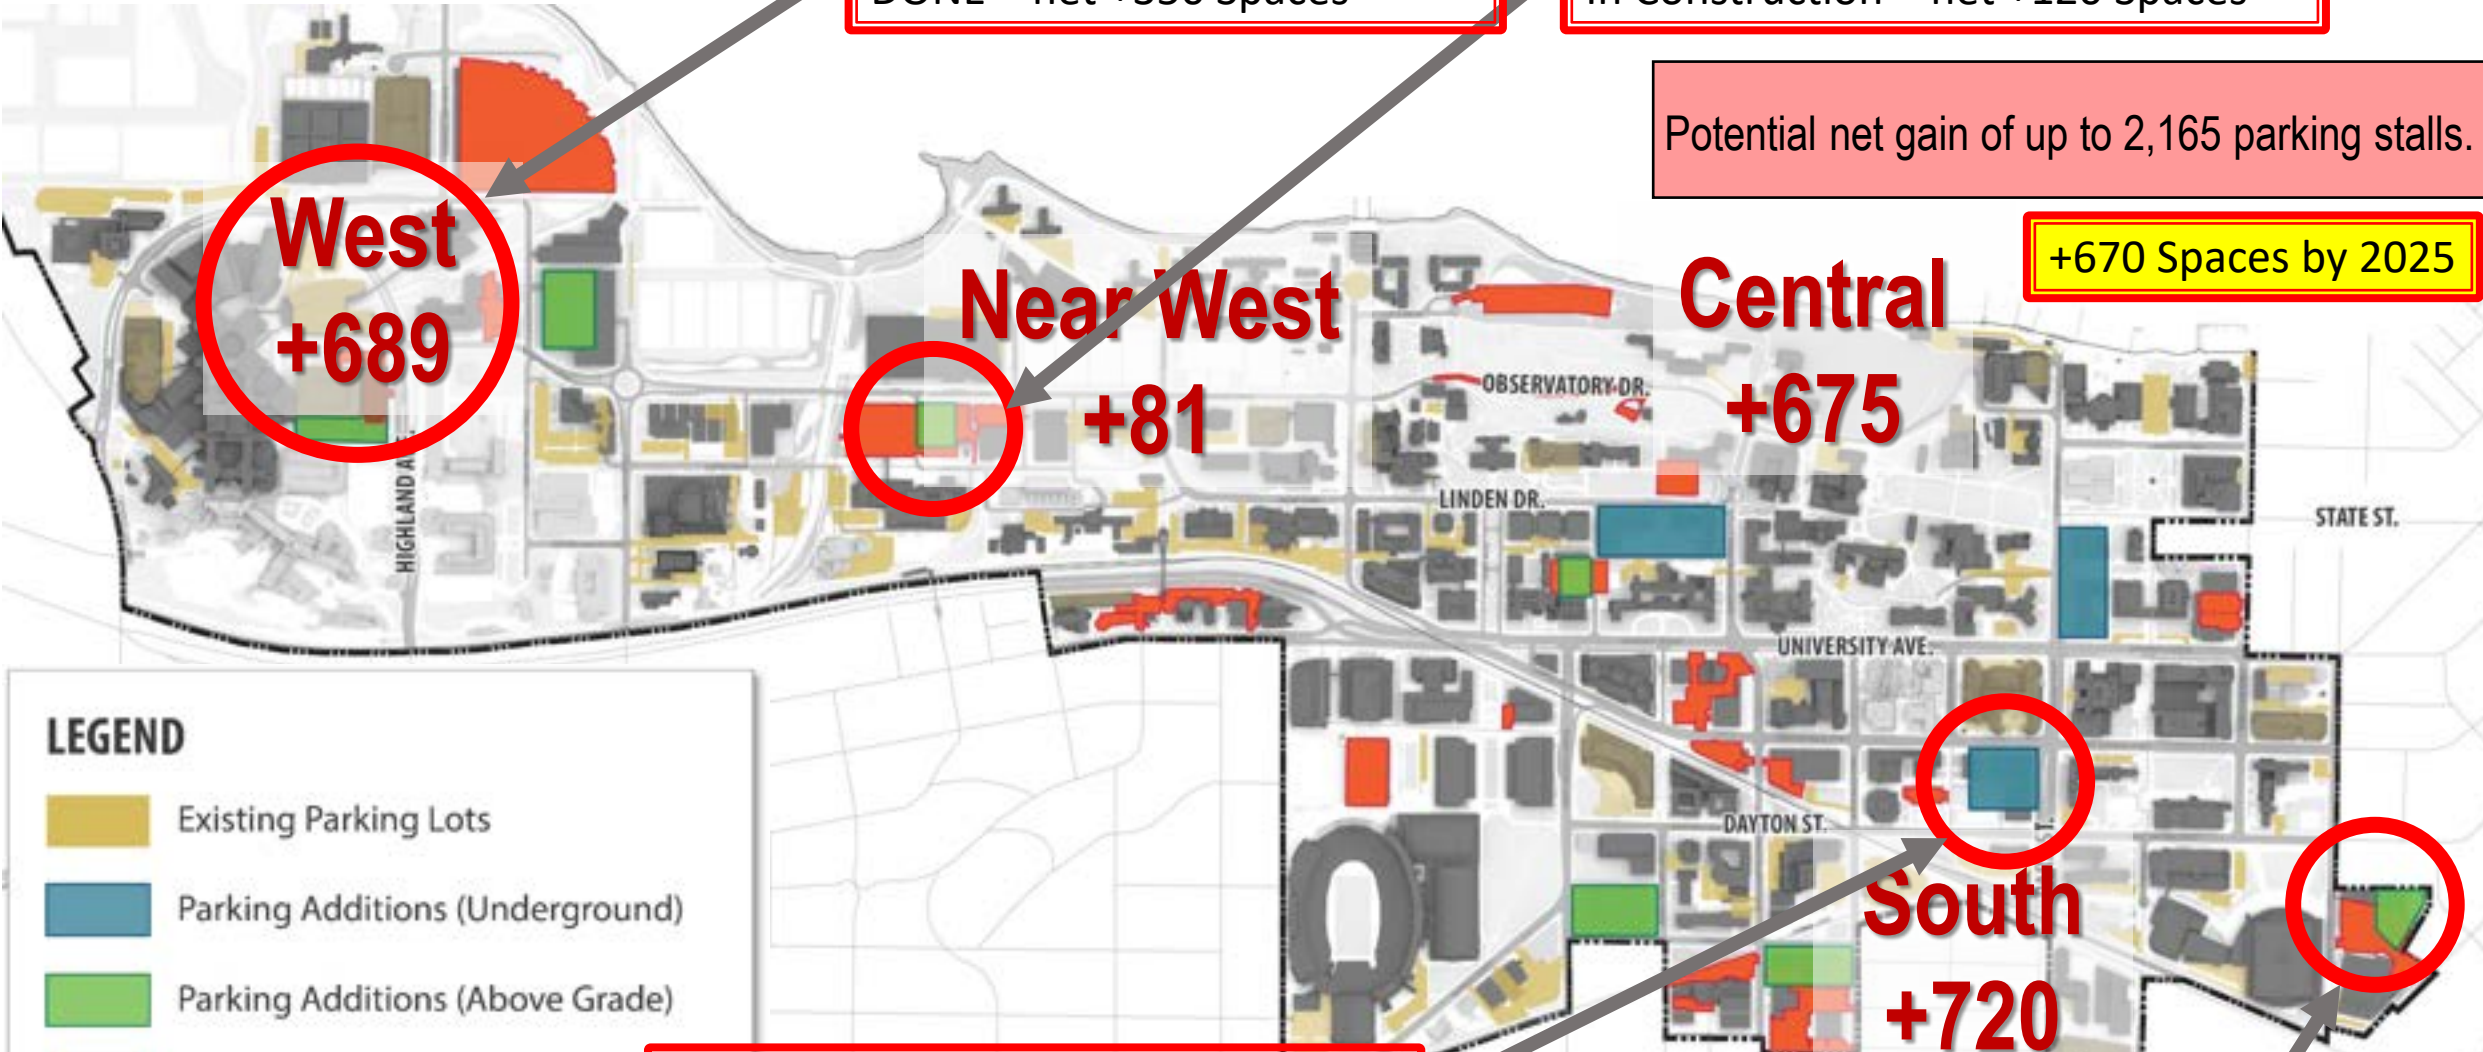 Potential net gain of up to 2,165 parking stalls.
+670 Spaces by 2025
West
+689
Near West
+81
Central
+675
OBSERVATORY DR.
LINDEN DR.
HIGHLAND AVE.
STATE ST.
UNIVERSITY AVE.
DAYTON ST.
ST.
South
+720
LEGEND
Existing Parking Lots
Parking Additions (Underground)
Parking Additions (Above Grade)